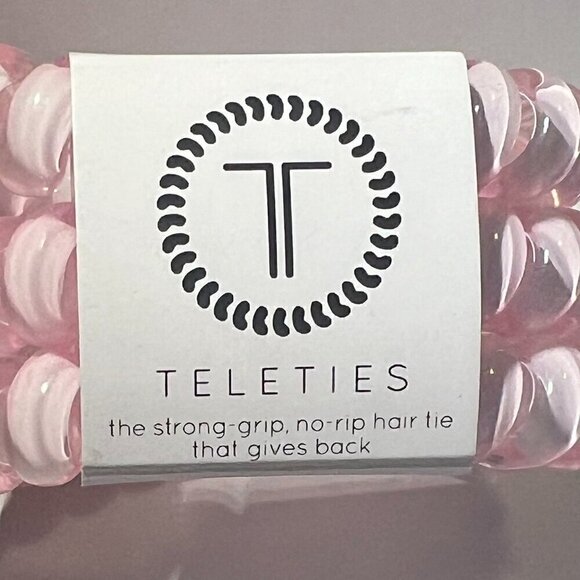 T
TELETIES
the strong-grip, no-rip hair tie
that gives back